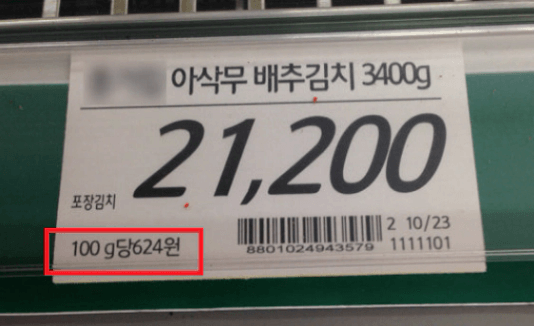 아삭무 배추김치 3400g
21,200
포장김치
100 g당624원
8801024943579
2 10/23
1111101